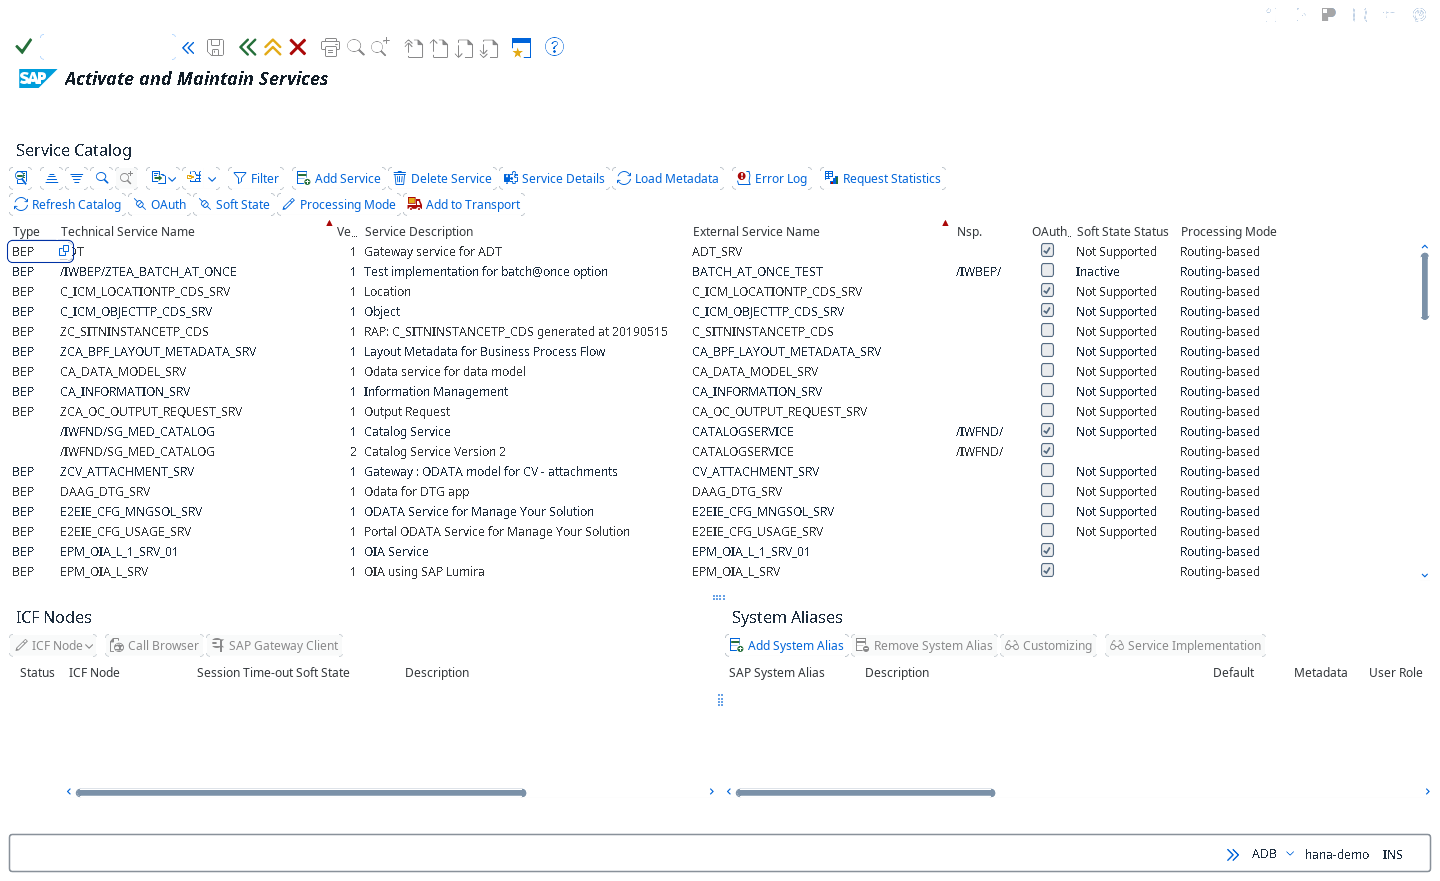 SAP Activate and Maintain Services
Service Catalog
Filter Add Service Delete Service Service Details Load Metadata Error Log Request Statistics
Refresh Catalog OAuth Soft State Processing Mode Add to Transport
Type Technical Service Name Ve... Service Description External Service Name Nsp. OAuth... Soft State Status Processing Mode
BEP DT 1 Gateway service for ADT ADT_SRV Not Supported Routing-based
BEP /IWBEP/ZTEA_BATCH_AT_ONCE 1 Test implementation for batch@once option BATCH_AT_ONCE_TEST /IWBEP/ Inactive Routing-based
BEP C_ICM_LOCATIONTP_CDS_SRV 1 Location C_ICM_LOCATIONTP_CDS_SRV Not Supported Routing-based
BEP C_ICM_OBJECTTP_CDS_SRV 1 Object C_ICM_OBJECTTP_CDS_SRV Not Supported Routing-based
BEP ZC_SITNINSTANCETP_CDS 1 RAP: C_SITNINSTANCETP_CDS generated at 20190515 C_SITNINSTANCETP_CDS Not Supported Routing-based
BEP ZCA_BPF_LAYOUT_METADATA_SRV 1 Layout Metadata for Business Process Flow CA_BPF_LAYOUT_METADATA_SRV Not Supported Routing-based
BEP CA_DATA_MODEL_SRV 1 Odata service for data model CA_DATA_MODEL_SRV Not Supported Routing-based
BEP CA_INFORMATION_SRV 1 Information Management CA_INFORMATION_SRV Not Supported Routing-based
BEP ZCA_OC_OUTPUT_REQUEST_SRV 1 Output Request CA_OC_OUTPUT_REQUEST_SRV Not Supported Routing-based
/IWFND/SG_MED_CATALOG 1 Catalog Service CATALOGSERVICE /IWFND/ Not Supported Routing-based
/IWFND/SG_MED_CATALOG 2 Catalog Service Version 2 CATALOGSERVICE /IWFND/ Routing-based
BEP ZCV_ATTACHMENT_SRV 1 Gateway : ODATA model for CV - attachments CV_ATTACHMENT_SRV Not Supported Routing-based
BEP DAAG_DTG_SRV 1 Odata for DTG app DAAG_DTG_SRV Not Supported Routing-based
BEP E2EIE_CFG_MNGSOL_SRV 1 ODATA Service for Manage Your Solution E2EIE_CFG_MNGSOL_SRV Not Supported Routing-based
BEP E2EIE_CFG_USAGE_SRV 1 Portal ODATA Service for Manage Your Solution E2EIE_CFG_USAGE_SRV Not Supported Routing-based
BEP EPM_OIA_L_1_SRV_01 1 OIA Service EPM_OIA_L_1_SRV_01 Routing-based
BEP EPM_OIA_L_SRV 1 OIA using SAP Lumira EPM_OIA_L_SRV Routing-based
ICF Nodes
ICF Node Call Browser SAP Gateway Client
Status ICF Node Session Time-out Soft State Description
System Aliases
Add System Alias Remove System Alias Customizing Service Implementation
SAP System Alias Description Default Metadata User Role
ADB hana-demo INS